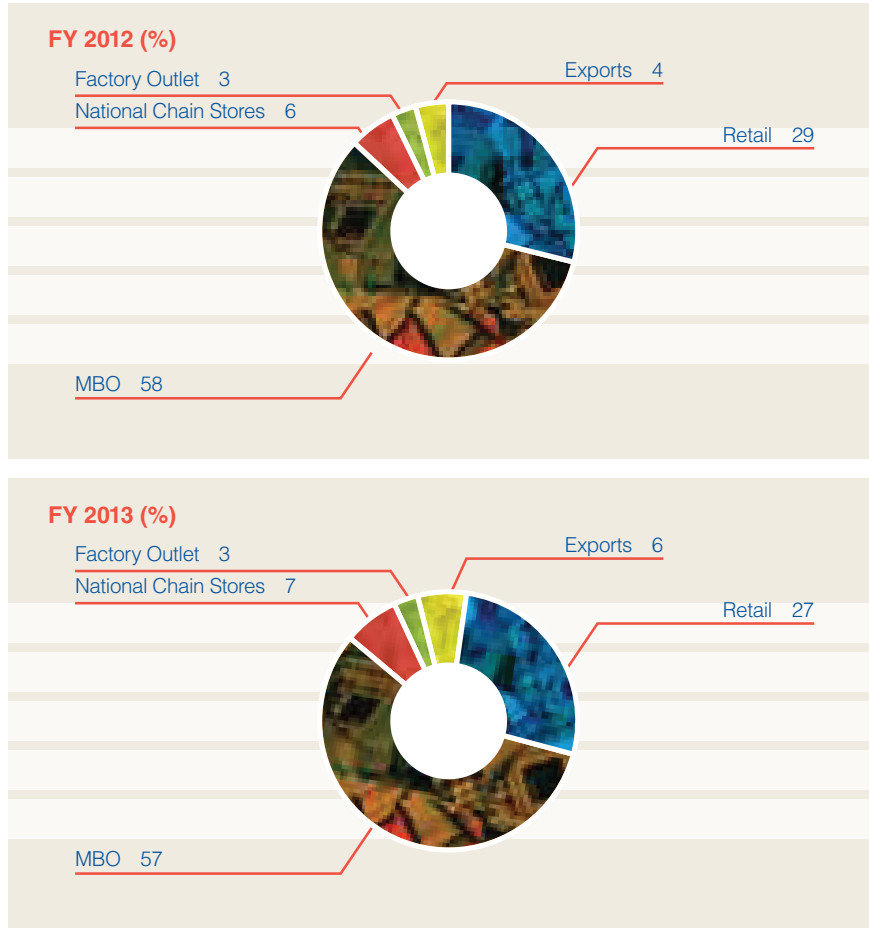 FY 2012 (%)
Factory Outlet 3
Exports 4
National Chain Stores 6
Retail 29
MBO 58
FY 2013 (%)
Factory Outlet 3
Exports 6
National Chain Stores 7
Retail 27
MBO 57